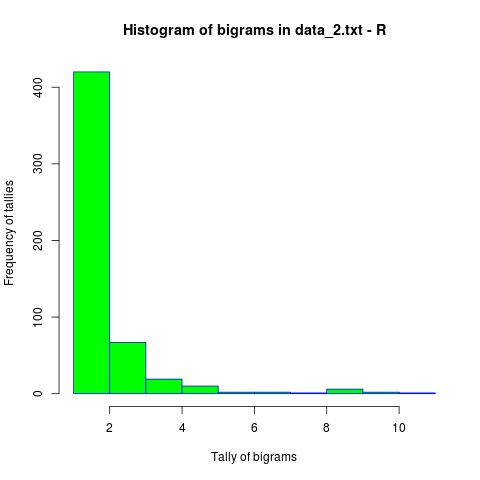 Histogram of bigrams in data_2.txt - R
Frequency of tallies
400
300
200
100
0
2 4 6 8 10
Tally of bigrams